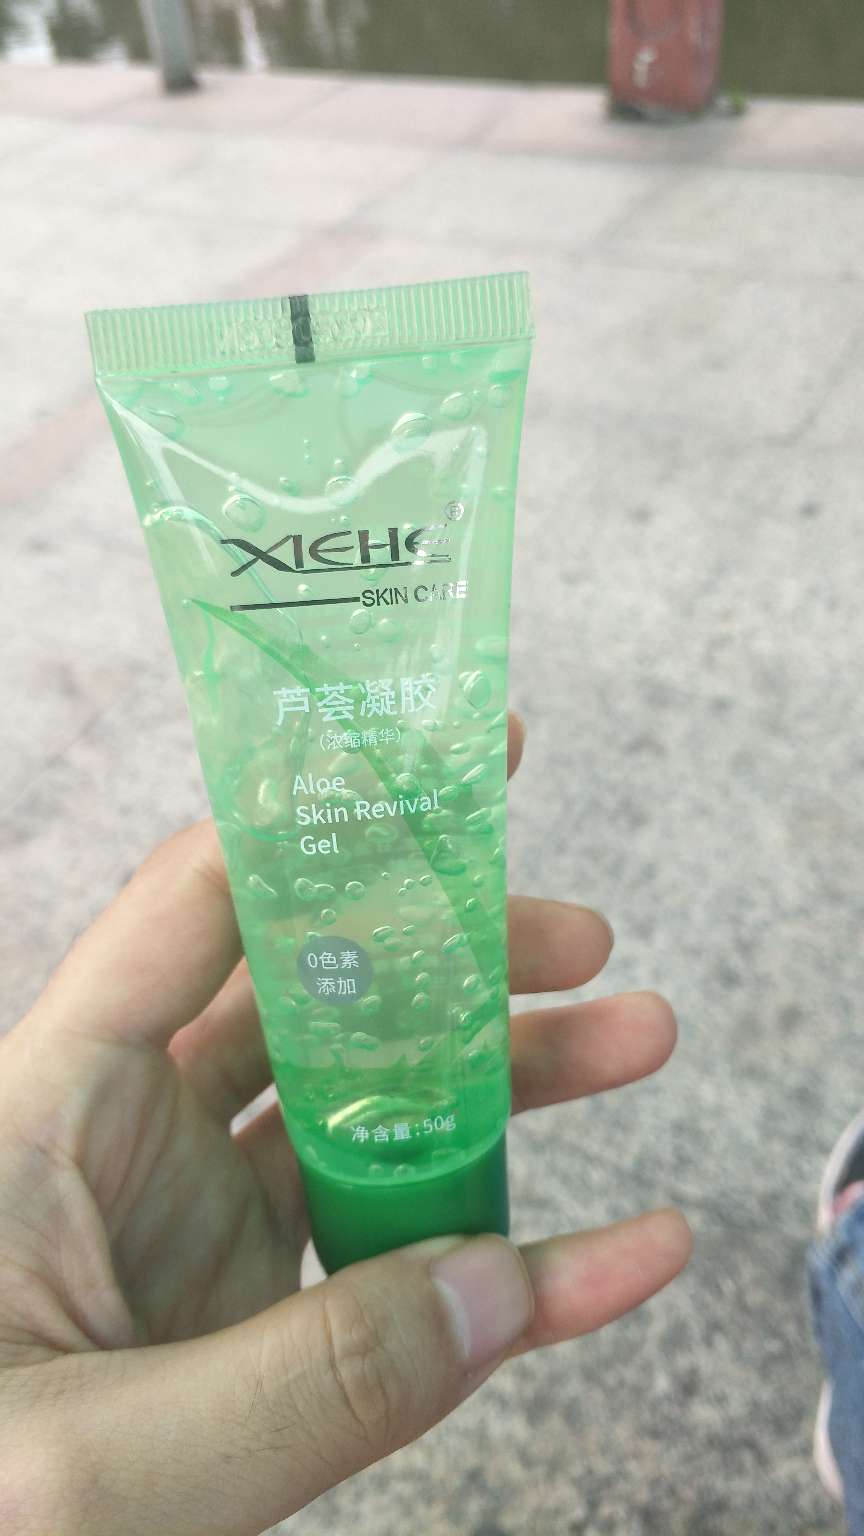 XIEHE®
SKIN CARE
芦荟凝胶
(浓缩精华)
Aloe
Skin Revival
Gel
0色素
添加
净含量:50g